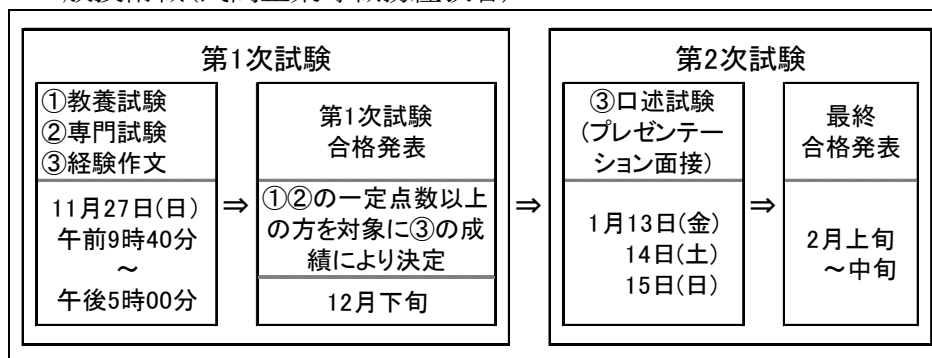 第1次試験
①教養試験
②専門試験
③経験作文
11月27日(日)
午前9時40分
～
午後5時00分
⇒
第1次試験
合格発表
①②の一定点数以上
の方を対象に③の成
績により決定
12月下旬
⇒
第2次試験
③口述試験
(プレゼンテー
ション面接)
1月13日(金)
14日(土)
15日(日)
⇒
最終
合格発表
2月上旬
～中旬